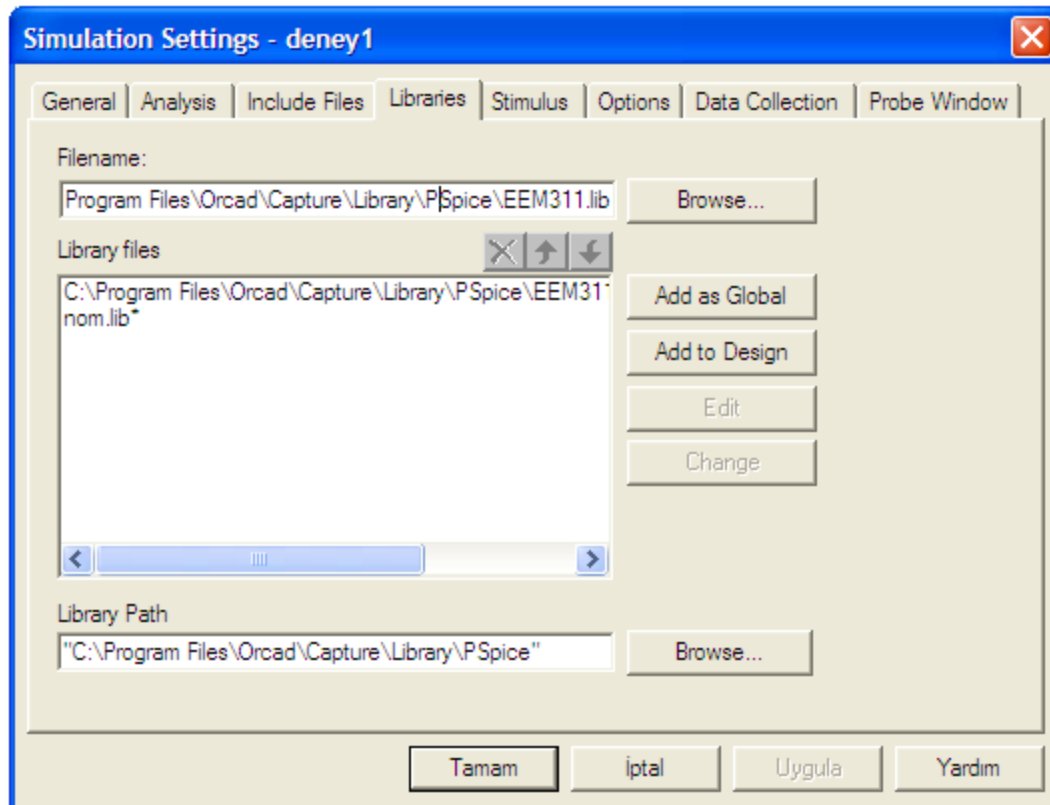 Simulation Settings - deney1
General Analysis Include Files Libraries Stimulus Options Data Collection Probe Window
Filename:
Program Files\Orcad\Capture\Library\PSpice\EEM311.lib Browse...
Library files
C:\Program Files\Orcad\Capture\Library\PSpice\EEM311
nom.lib*
Add as Global
Add to Design
Edit
Change
Library Path
"C:\Program Files\Orcad\Capture\Library\PSpice" Browse...
Tamam İptal Uygula Yardım